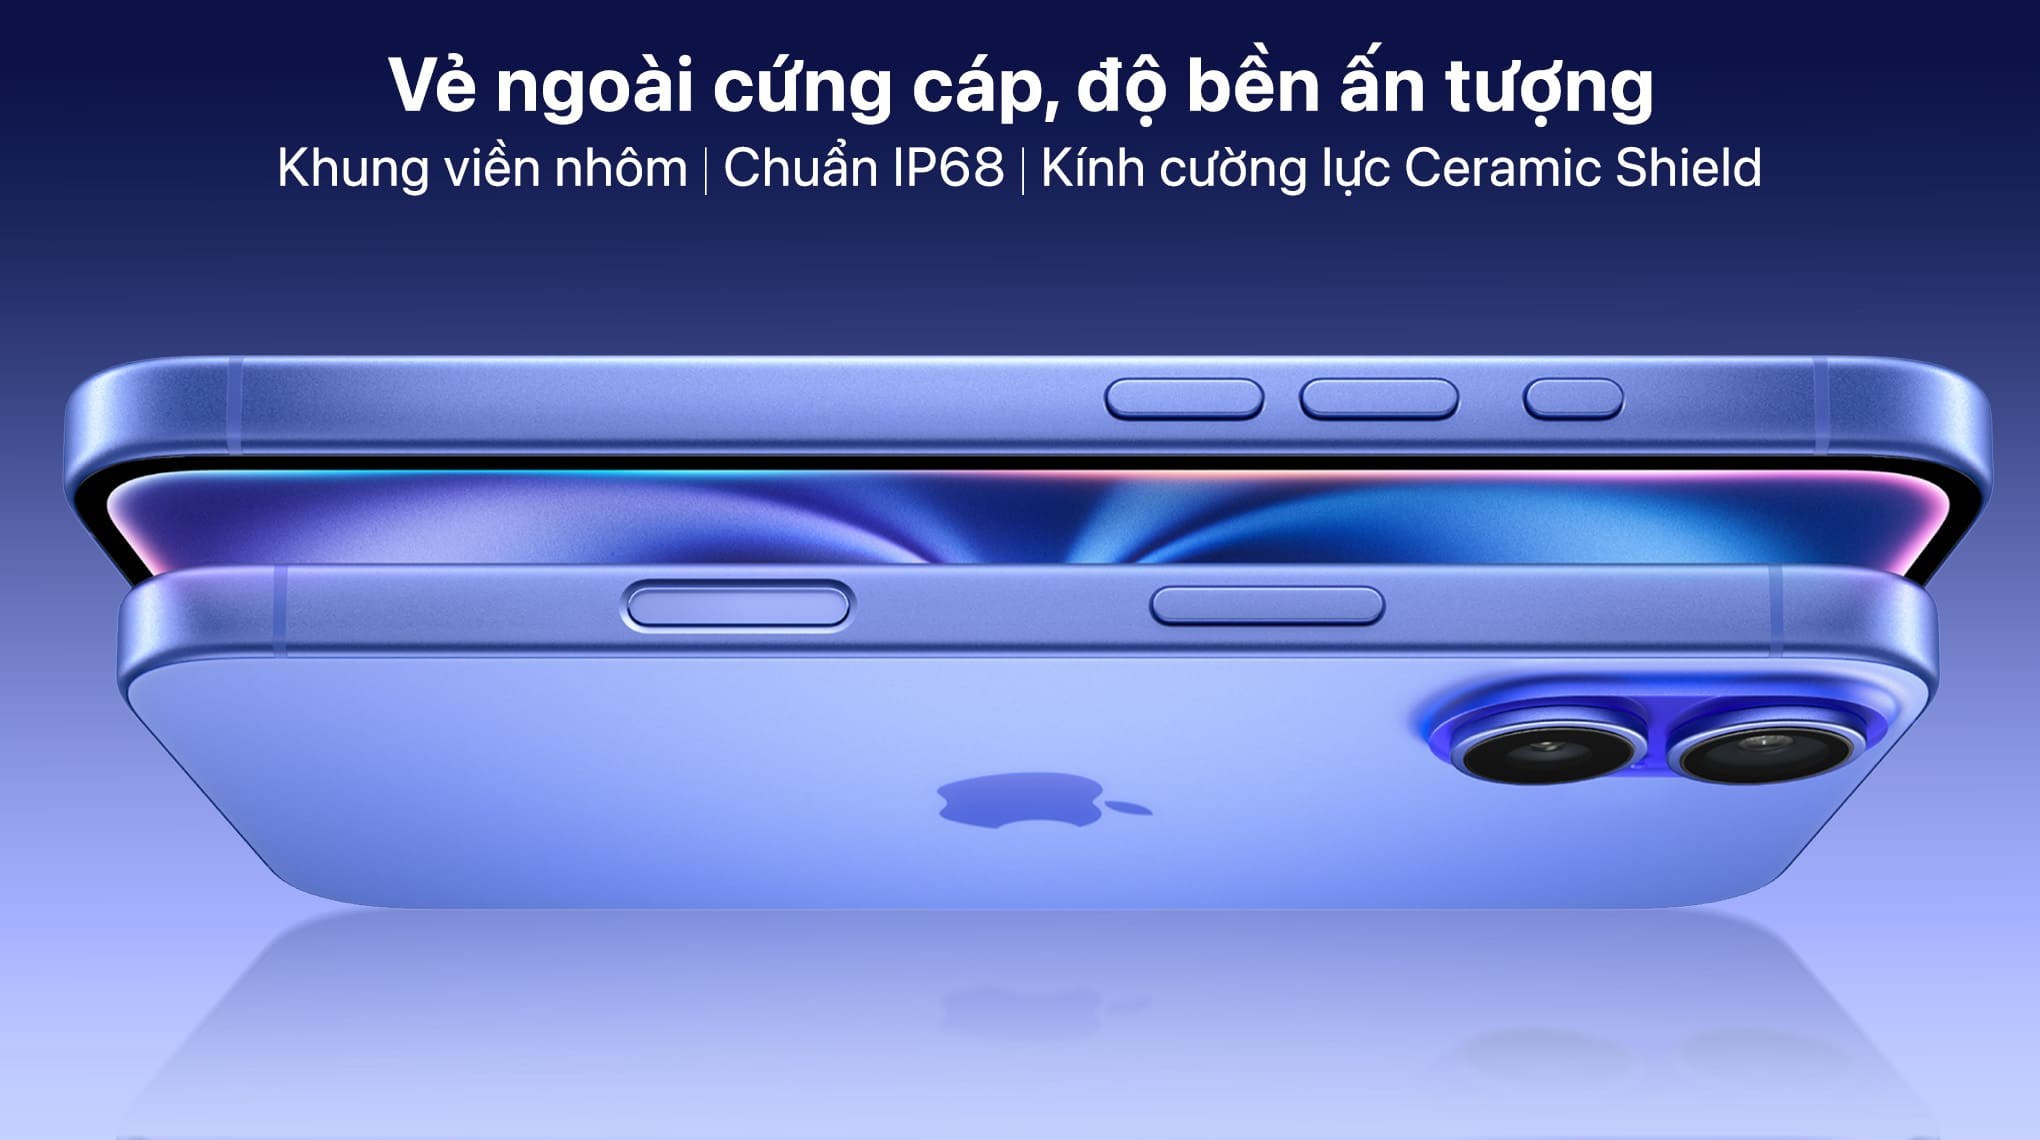 Vẻ ngoài cứng cáp, độ bền ấn tượng
Khung viền nhôm | Chuẩn IP68 | Kính cường lực Ceramic Shield